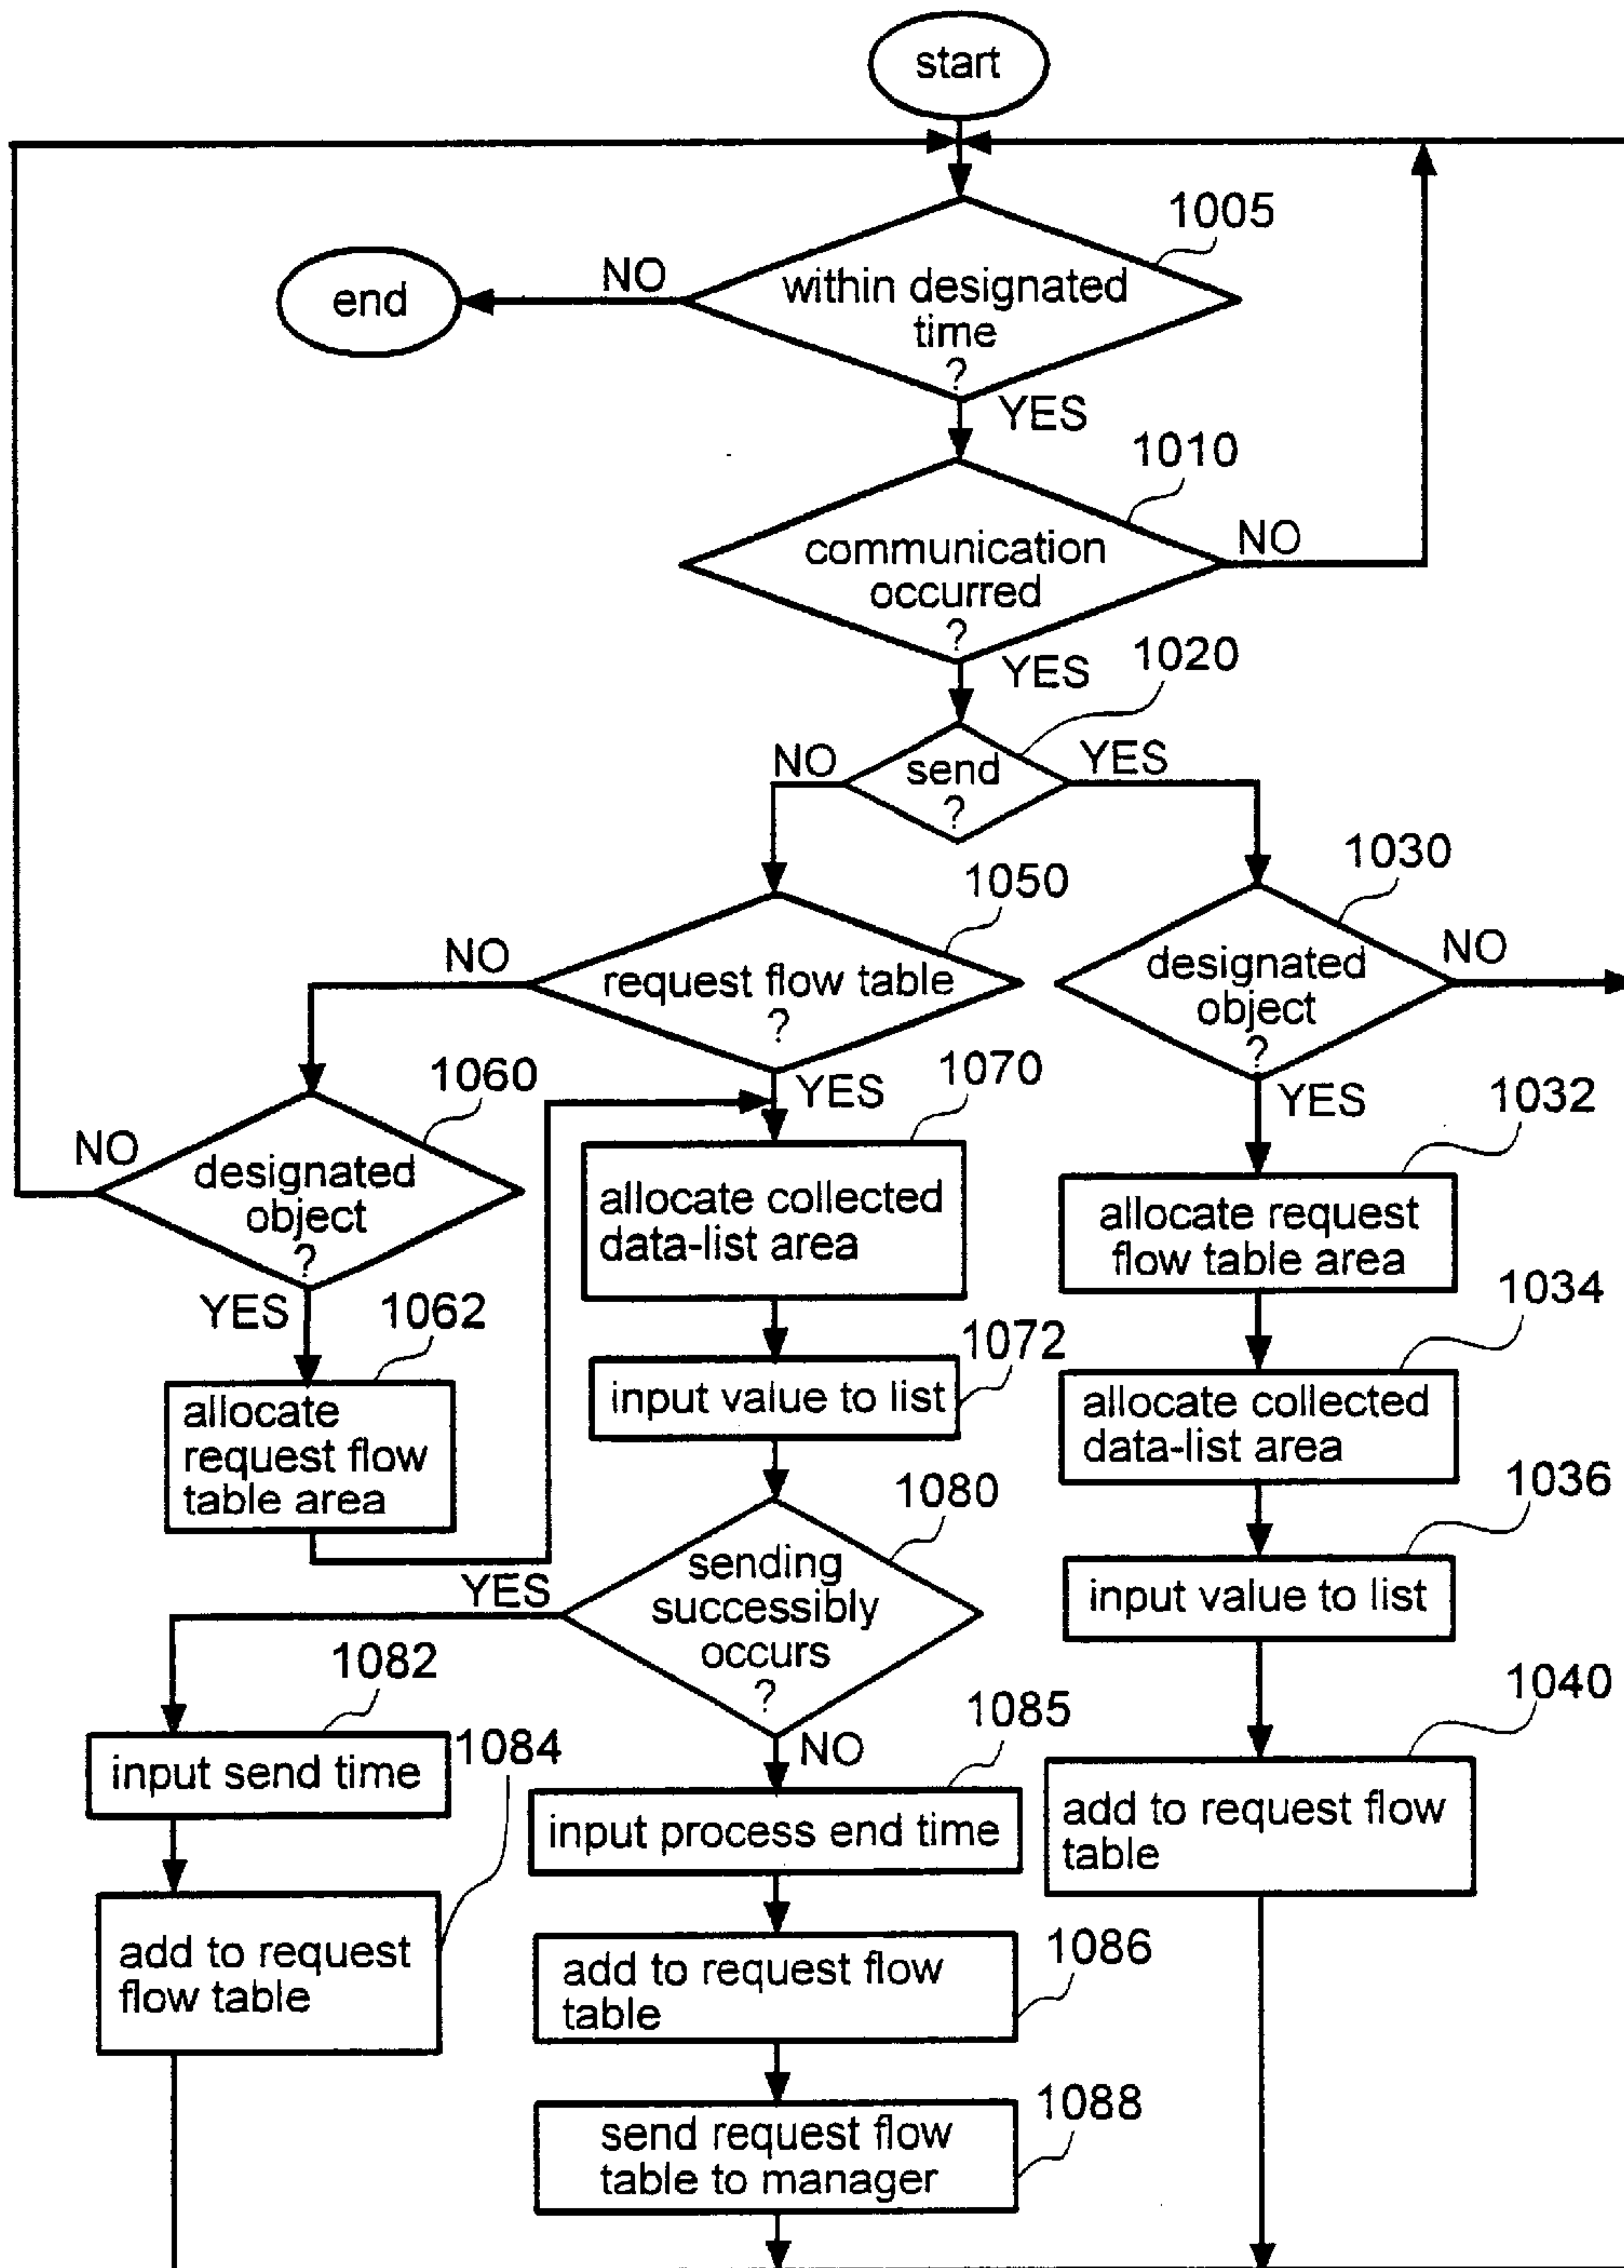 start
1005
NO
within designated
end
time
?
YES
1010
communication
NO
occurred
?
YES
1020
NO
send
YES
?
1030
1050
NO
request flow table
?
designated
object
?
NO
1060
1070
YES
YES
1032
NO
designated
object
?
allocate collected
data-list area
allocate request
flow table area
YES
1062
1034
1072
allocate
request flow
table area
input value to list
allocate collected
data-list area
1080
1036
YES
sending
successibly
occurs
?
input value to list
1082
1085
1040
input send time
1084
NO
input process end time
add to request flow
table
add to request
flow table
add to request flow
table
1086
1088
send request flow
table to manager